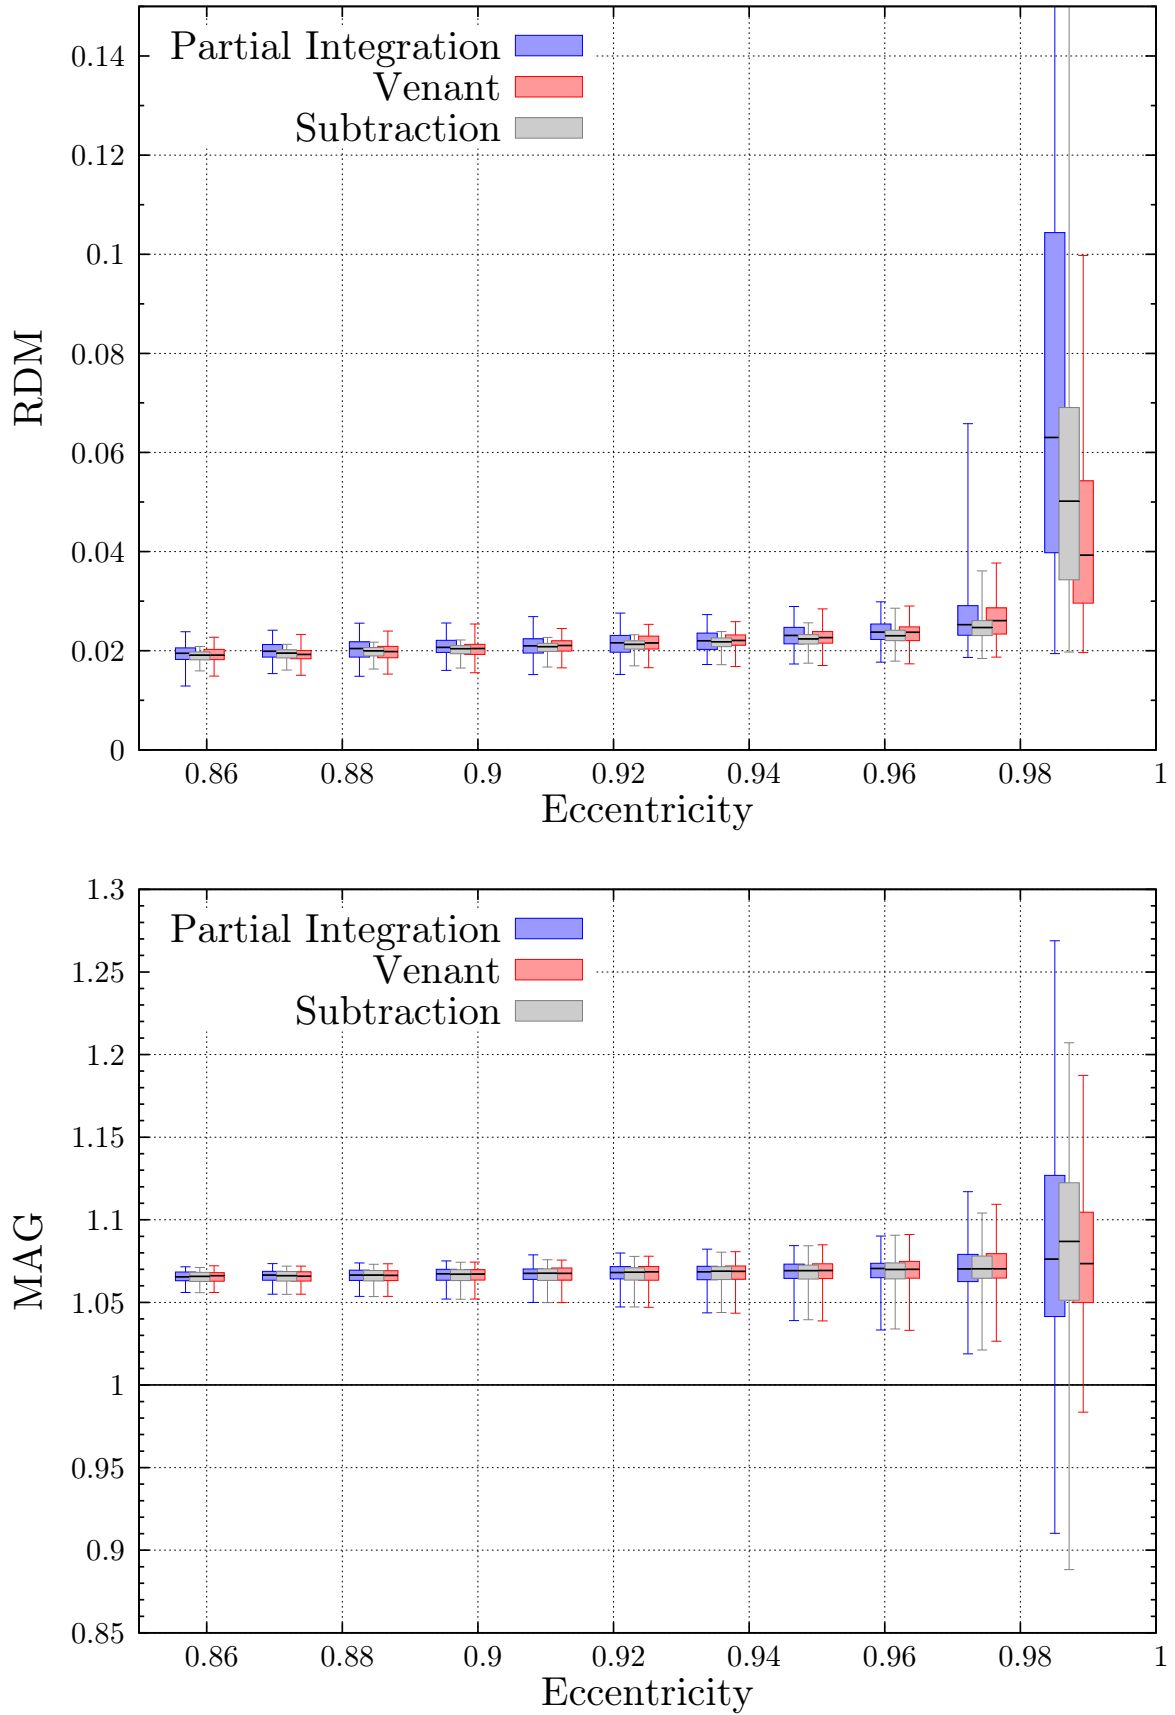 0.14
0.12
0.1
0.08
0.06
0.04
0.02
0
RDM
Partial Integration
Venant
Subtraction
0.86 0.88 0.9 0.92 0.94 0.96 0.98 1
Eccentricity
1.3
1.25
1.2
1.15
1.1
1.05
1
0.95
0.9
0.85
MAG
Partial Integration
Venant
Subtraction
0.86 0.88 0.9 0.92 0.94 0.96 0.98 1
Eccentricity